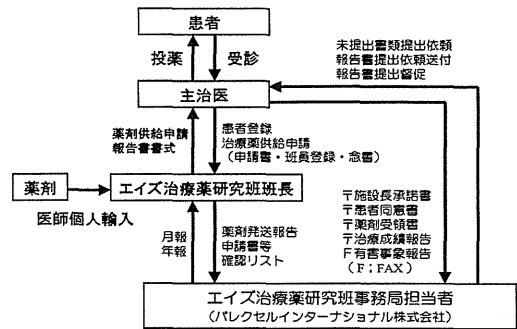 患者
投薬
受診
未提出書類提出依頼
報告書提出依頼送付
報告書提出督促
主治医
薬剤供給申請
報告書書式
患者登録
治療薬供給申請
(申請書・班員登録・念書)
薬剤
エイズ治療薬研究班班長
医師個人輸入
月報
年報
薬剤発送報告
申請書等
確認リスト
〒施設長承諾書
〒患者同意書
〒薬剤受領書
〒治療成績報告
F有害事象報告
(F:FAX)
エイズ治療薬研究班事務局担当者
(パレクセルインターナショナル株式会社)